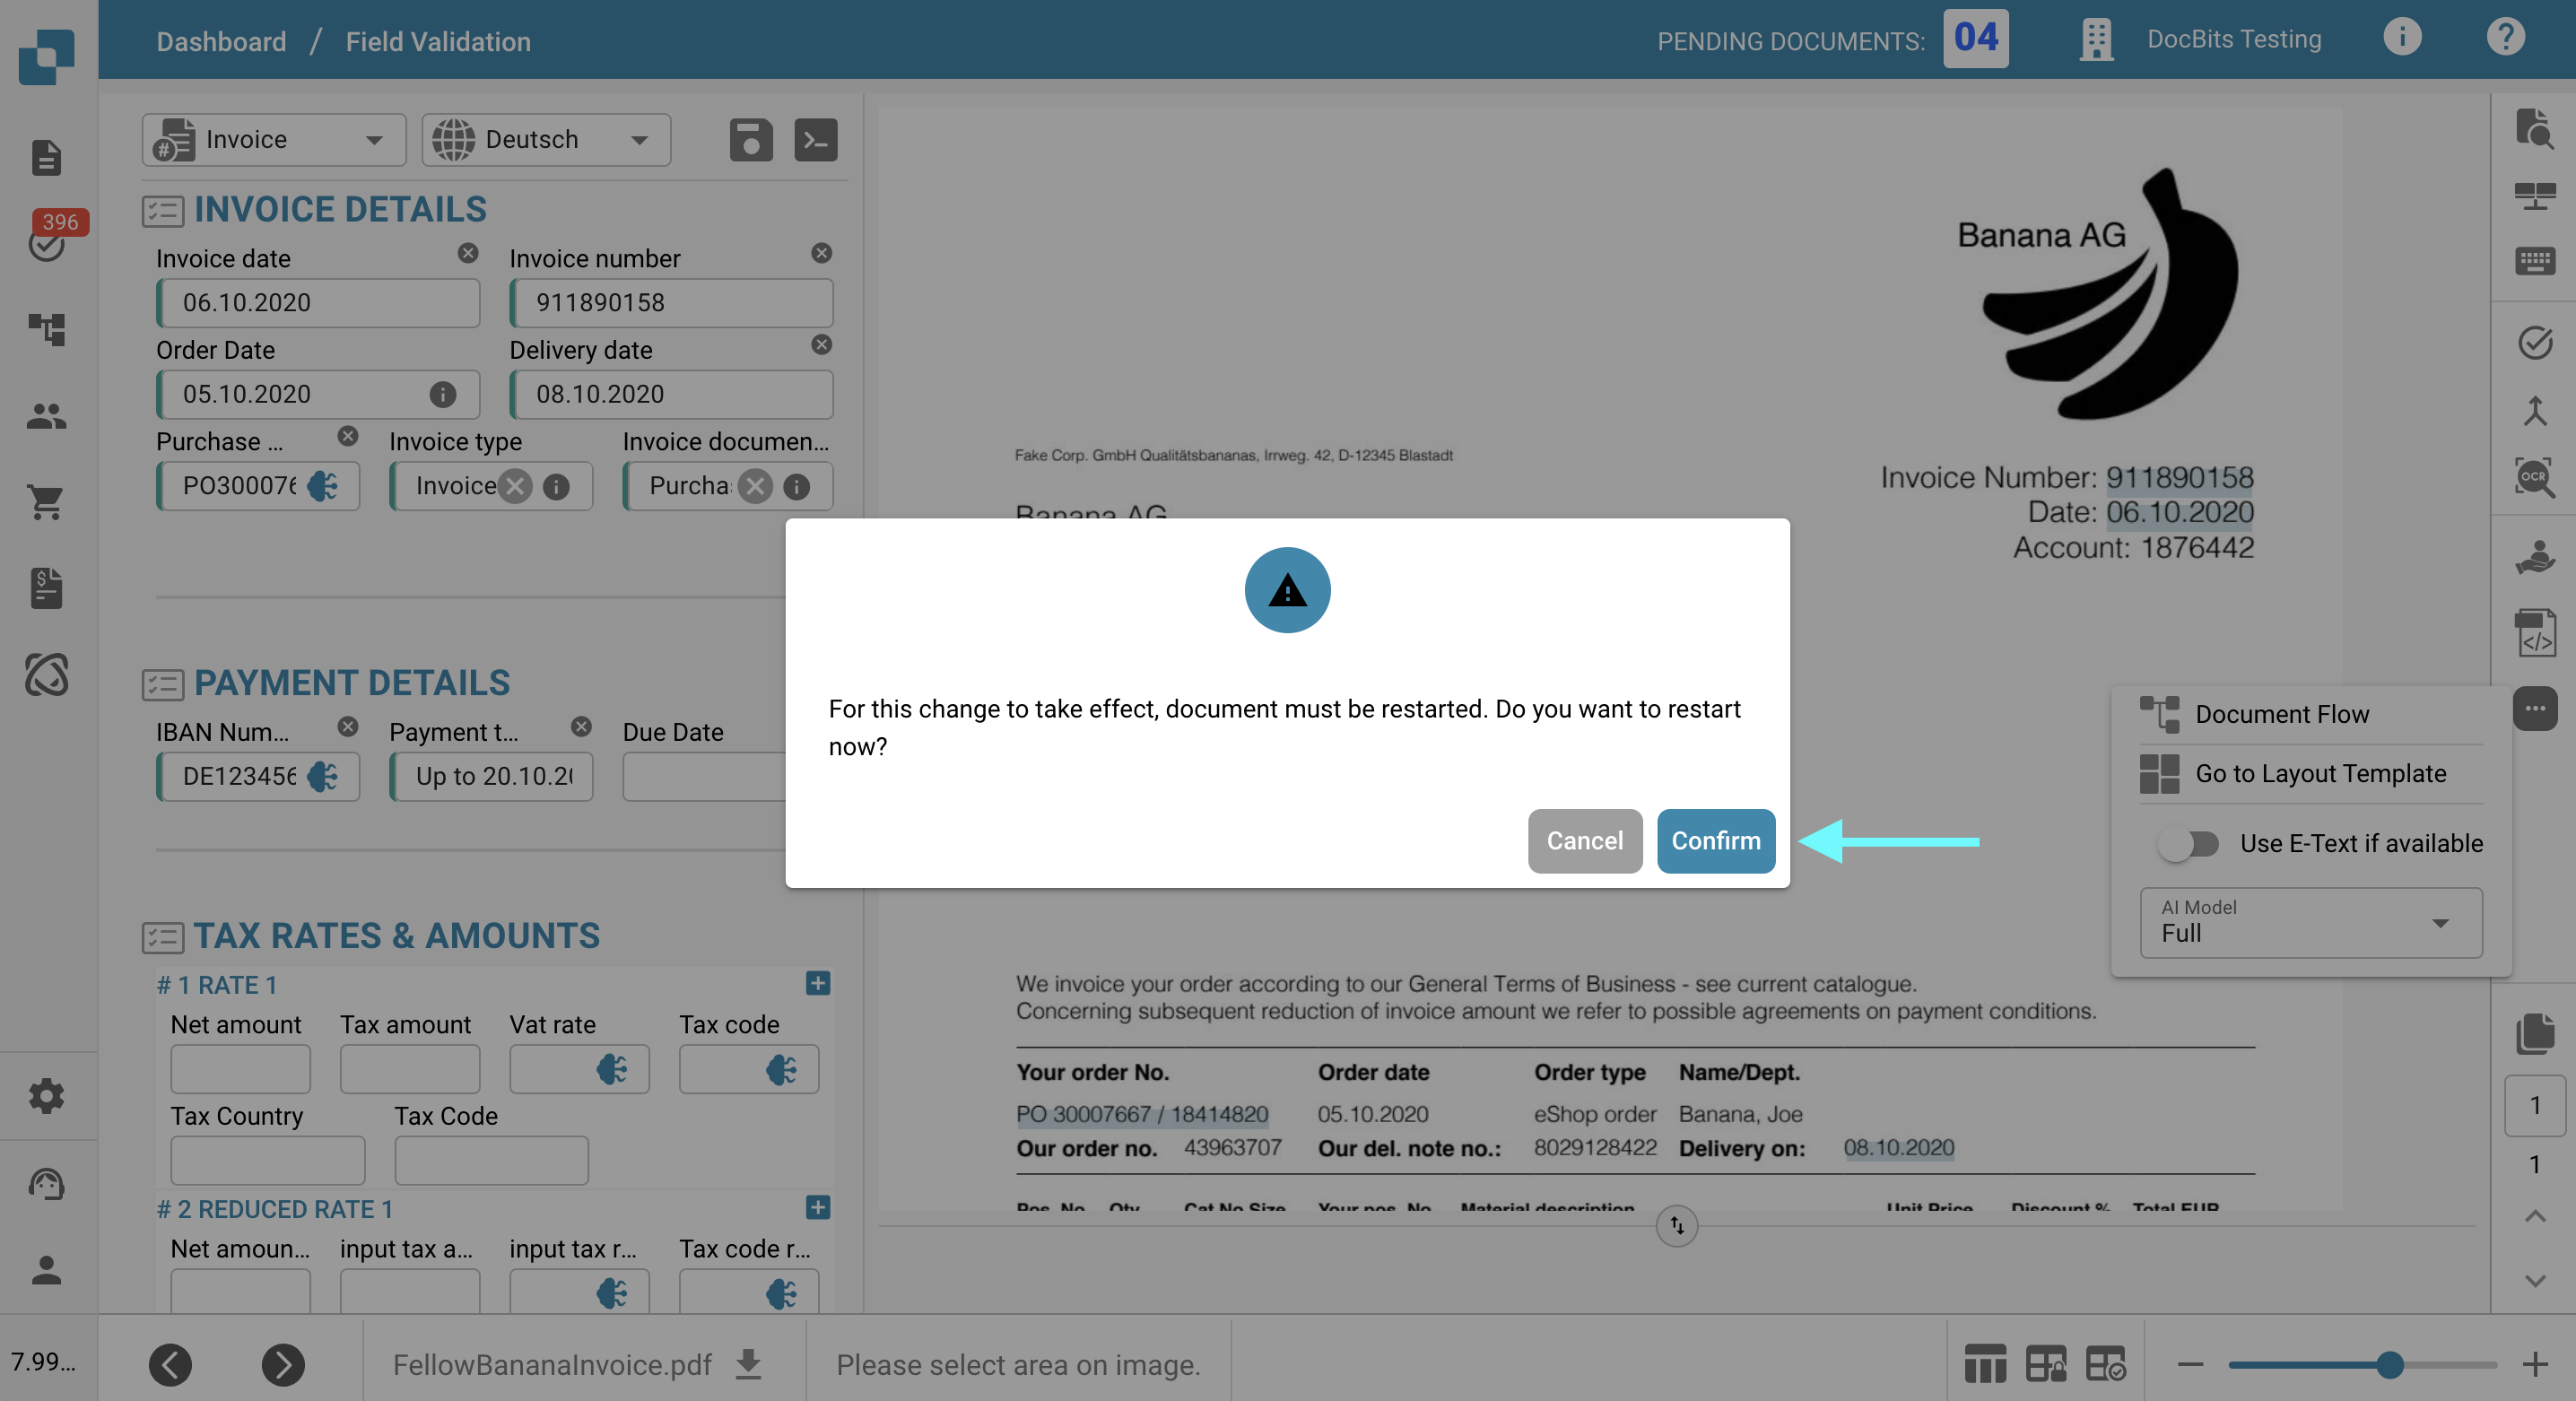 Dashboard / Field Validation
PENDING DOCUMENTS: 04
DocBits Testing
396
Invoice
Deutsch
INVOICE DETAILS
Invoice date
Invoice number
06.10.2020
911890158
Order Date
Delivery date
05.10.2020
08.10.2020
Purchase ...
Invoice type
Invoice documen...
PO300076
Invoice
Purcha
PAYMENT DETAILS
IBAN Num...
Payment t...
Due Date
DE123456
Up to 20.10.2
TAX RATES & AMOUNTS
# 1 RATE 1
Net amount
Tax amount
Vat rate
Tax code
Tax Country
Tax Code
# 2 REDUCED RATE 1
Net amoun...
input tax a...
input tax r...
Tax code r...
Banana AG
Fake Corp. GmbH Qualitätsbananas, Irrweg. 42, D-12345 Blastadt
Banana AG
Invoice Number: 911890158
Date: 06.10.2020
Account: 1876442
For this change to take effect, document must be restarted. Do you want to restart
now?
Cancel
Confirm
Document Flow
Go to Layout Template
Use E-Text if available
AI Model
Full
OCR
We invoice your order according to our General Terms of Business - see current catalogue.
Concerning subsequent reduction of invoice amount we refer to possible agreements on payment conditions.
Your order No. Order date Order type Name/Dept.
PO 30007667 / 18414820 05.10.2020 eShop order Banana, Joe
Our order no. 43963707 Our del. note no.: 8029128422 Delivery on: 08.10.2020
Pos. No. Qty. Cat.No.Size Your pos. No. Material description Unit Price Discount % Total EUR
1
1
7.99...
FellowBananaInvoice.pdf
Please select area on image.